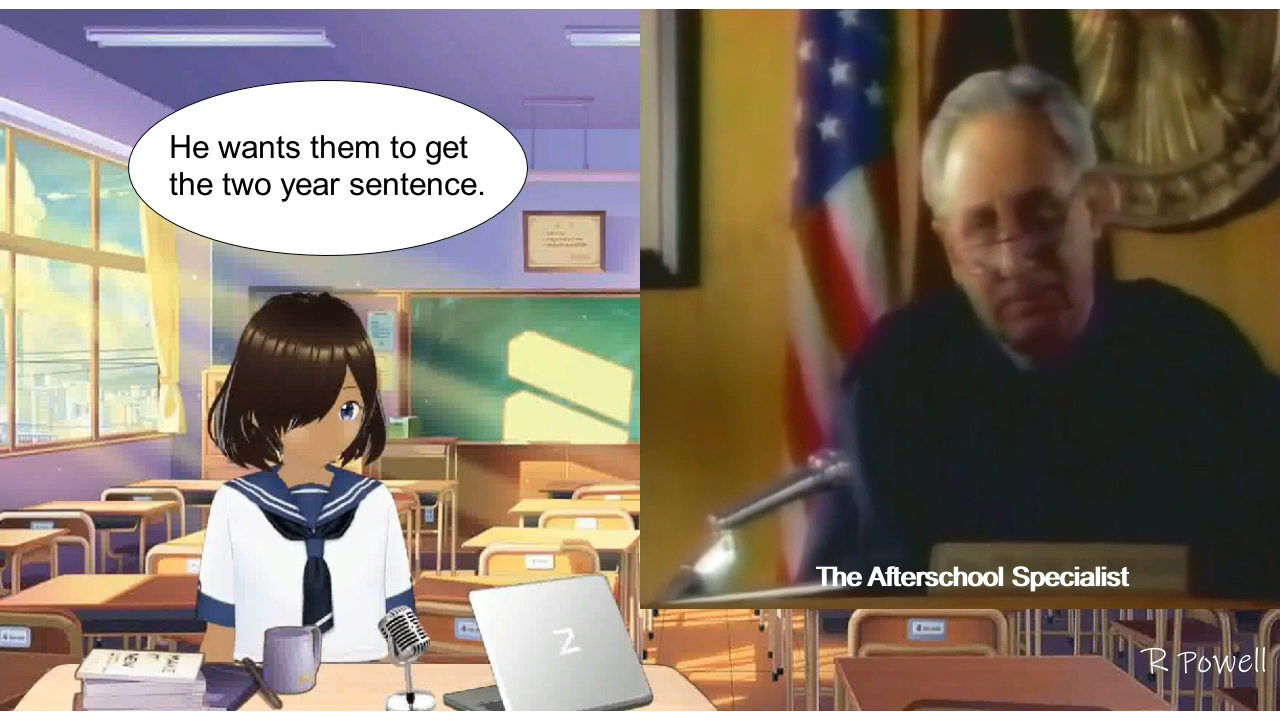 He wants them to get
the two year sentence.
Z
The Afterschool Specialist
R Powell